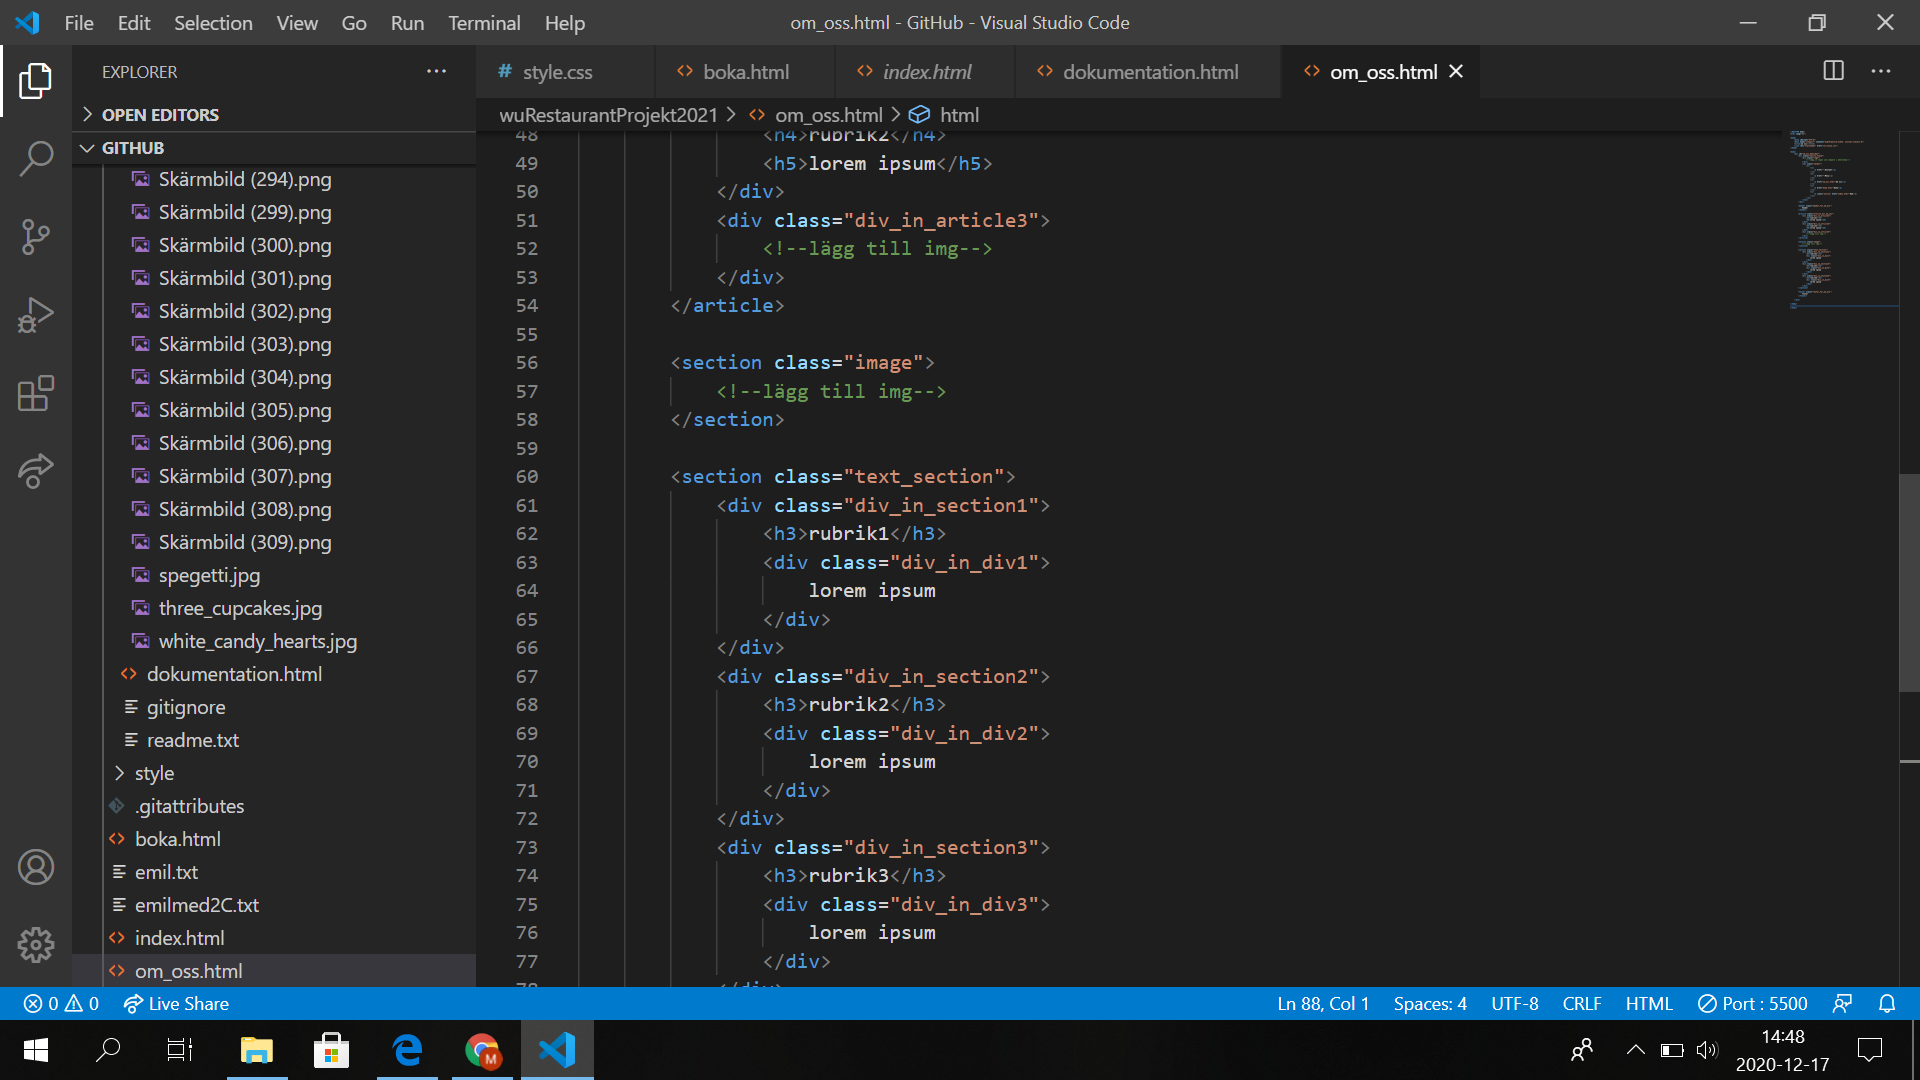 File Edit Selection View Go Run Terminal Help
om_oss.html - GitHub - Visual Studio Code
EXPLORER
OPEN EDITORS
GITHUB
Skärmbild (294).png
Skärmbild (299).png
Skärmbild (300).png
Skärmbild (301).png
Skärmbild (302).png
Skärmbild (303).png
Skärmbild (304).png
Skärmbild (305).png
Skärmbild (306).png
Skärmbild (307).png
Skärmbild (308).png
Skärmbild (309).png
spegetti.jpg
three_cupcakes.jpg
white_candy_hearts.jpg
dokumentation.html
gitignore
readme.txt
style
.gitattributes
boka.html
emil.txt
emilmed2C.txt
index.html
om_oss.html
# style.css
boka.html
index.html
dokumentation.html
om_oss.html
wuRestaurantProjekt2021 > om_oss.html > html
48 <h4>rubrik2</h4>
49 <h5>lorem ipsum</h5>
50 </div>
51 <div class="div_in_article3">
52 <!--lägg till img-->
53 </div>
54 </article>
55
56 <section class="image">
57 <!--lägg till img-->
58 </section>
59
60 <section class="text_section">
61 <div class="div_in_section1">
62 <h3>rubrik1</h3>
63 <div class="div_in_div1">
64 lorem ipsum
65 </div>
66 </div>
67 <div class="div_in_section2">
68 <h3>rubrik2</h3>
69 <div class="div_in_div2">
70 lorem ipsum
71 </div>
72 </div>
73 <div class="div_in_section3">
74 <h3>rubrik3</h3>
75 <div class="div_in_div3">
76 lorem ipsum
77 </div>
78 </div>
0 0 Live Share
Ln 88, Col 1 Spaces: 4 UTF-8 CRLF HTML Port : 5500
M
14:48
2020-12-17